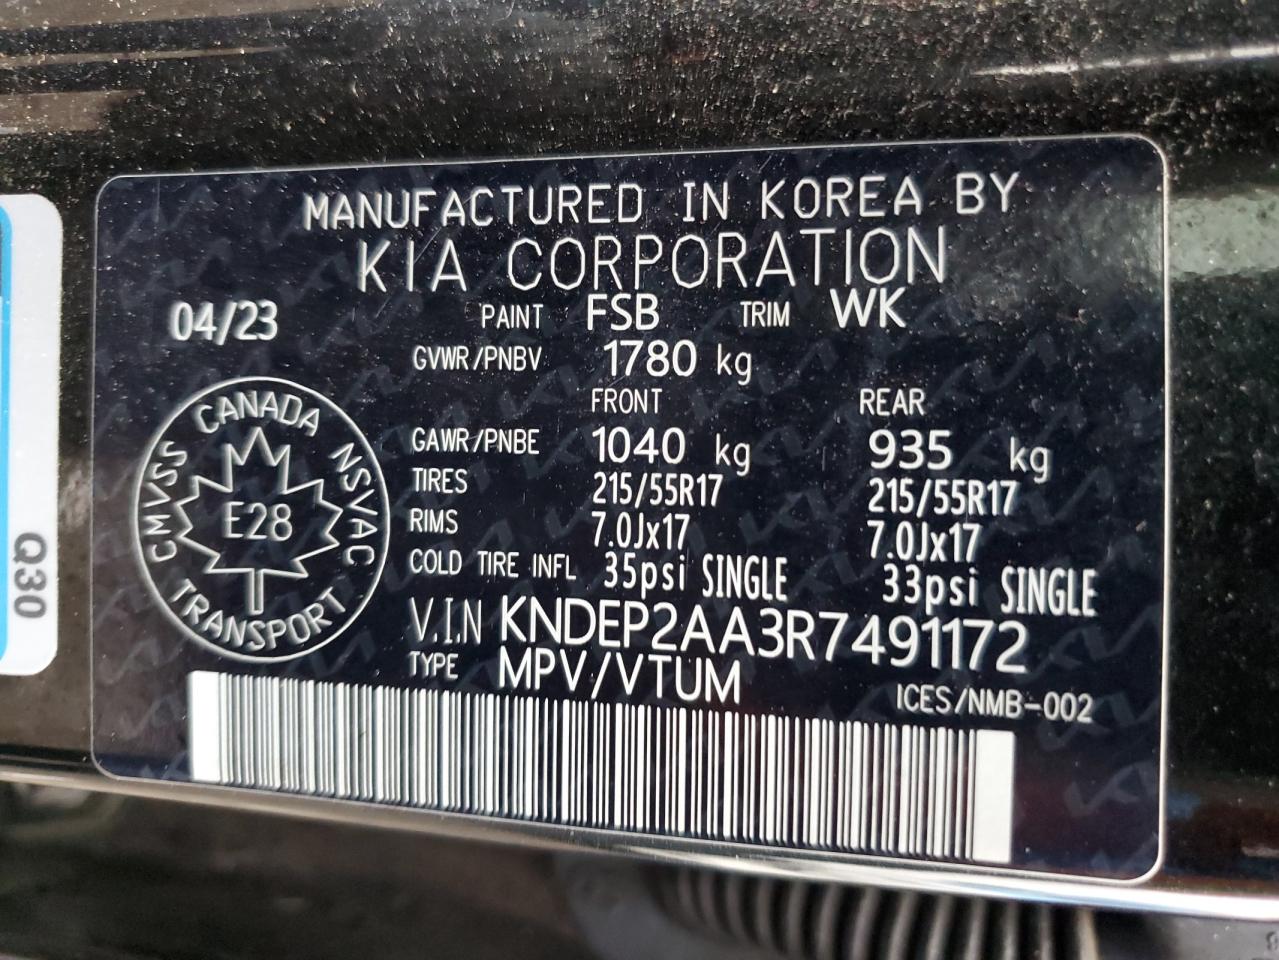 MANUFACTURED IN KOREA BY
KIA CORPORATION
04/23 PAINT FSB TRIM WK
GVWR/PNBV 1780 kg
FRONT REAR
GAWR/PNBE 1040 kg 935 kg
TIRES 215/55R17 215/55R17
RIMS 7.0Jx17 7.0Jx17
COLD TIRE INFL 35psi SINGLE 33psi SINGLE
V.I.N KNDEP2AA3R7491172
TYPE MPV/VTUM
ICES/NMB-002
CANADA
CMVSS NSVAC
E28
TRANSPORT
Q30